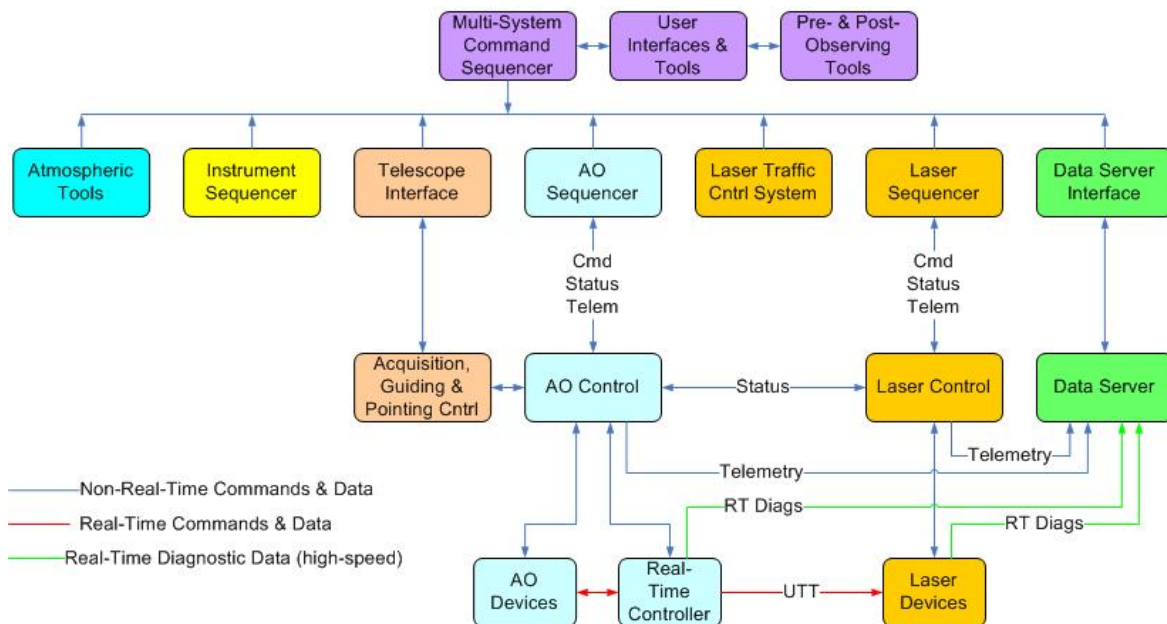 Multi-System
Command
Sequencer
User
Interfaces &
Tools
Pre- & Post-
Observing
Tools
Atmospheric
Tools
Instrument
Sequencer
Telescope
Interface
AO
Sequencer
Laser Traffic
Cntrl System
Laser
Sequencer
Data Server
Interface
Cmd
Status
Telem
Cmd
Status
Telem
Acquisition,
Guiding &
Pointing Cntrl
AO Control
Status
Laser Control
Data Server
Telemetry
Telemetry
Non-Real-Time Commands & Data
RT Diags
Real-Time Commands & Data
RT Diags
Real-Time Diagnostic Data (high-speed)
AO
Devices
Real-
Time
Controller
UTT
Laser
Devices